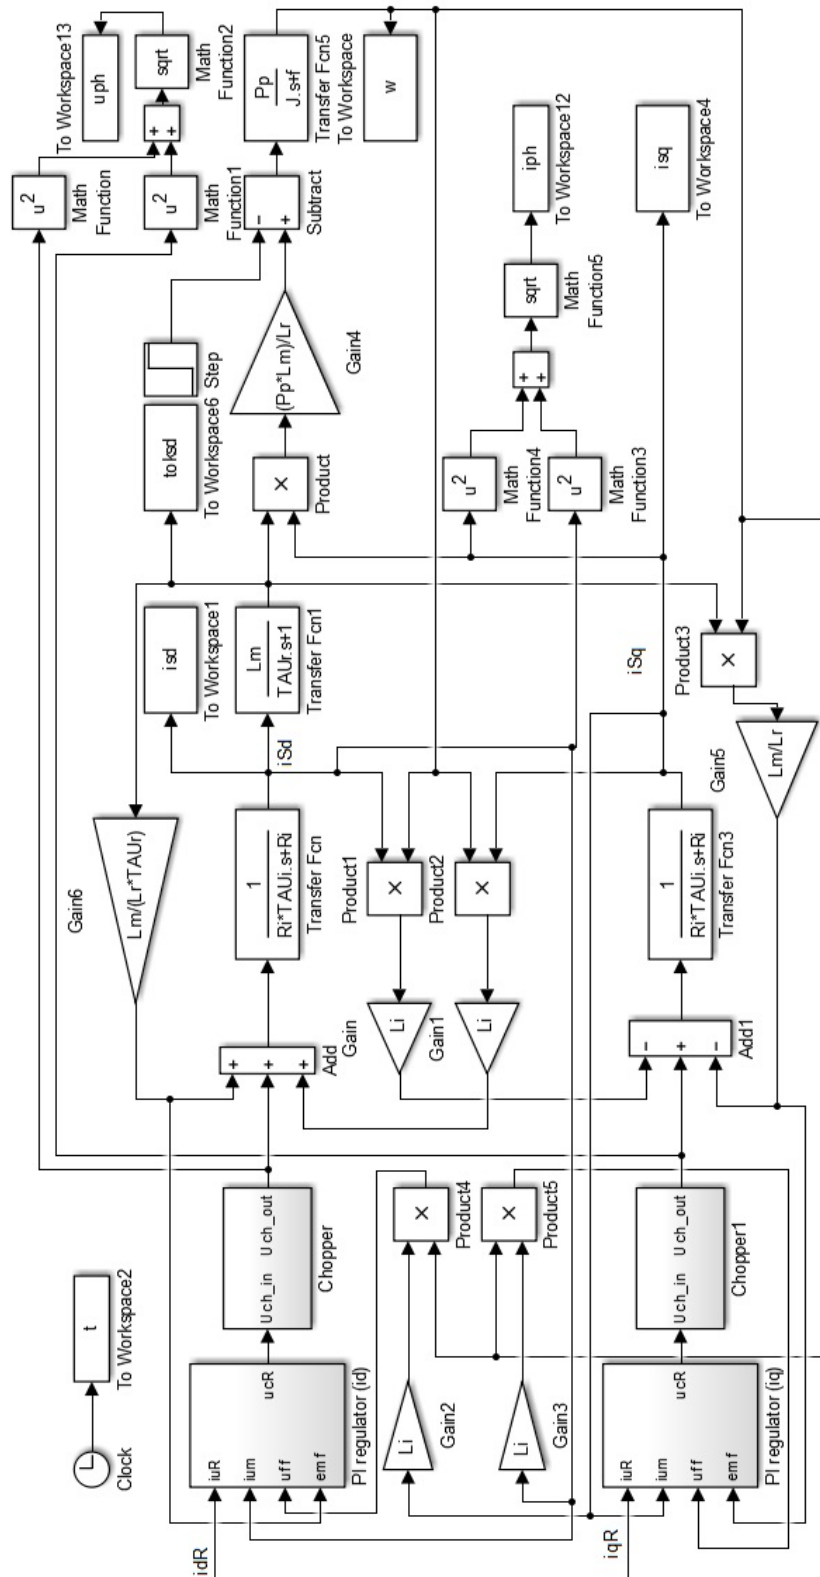 Clock
t
To Workspace2
idR
iuR
ium
uff
emf
ucR
PI regulator (id)
Uch_in Uch_out
Chopper
+
+
+
Add
Lm/(Lr*TAUr)
Gain6
1
Ri*TAUi.s+Ri
Transfer Fcn
iSd
isd
To Workspace1
Lm
TAUr.s+1
Transfer Fcn1
toksd
To Workspace6
Step
×
Product
(Pp*Lm)/Lr
Gain4
−
+
Subtract
Pp
J.s+f
Transfer Fcn5
u²
Math
Function
u²
Math
Function1
+
+
sqrt
Math
Function2
uph
To Workspace13
To Workspace
w
Li
Gain2
×
Product4
Li
Gain3
×
Product5
Gain
Li
Gain1
Li
Product1
×
Product2
×
u²
Math
Function4
u²
Math
Function3
+
+
sqrt
Math
Function5
iph
To Workspace12
isq
To Workspace4
iqR
iuR
ium
uff
emf
ucR
PI regulator (iq)
Uch_in Uch_out
Chopper1
−
+
−
Add1
1
Ri*TAUi.s+Ri
Transfer Fcn3
iSq
Product3
×
Gain5
Lm/Lr